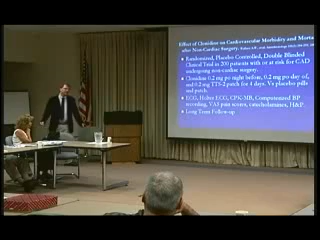 Effect of Clonidine on Cardiovascular Morbidity and Morta
after Non-Cardiac Surgery.
Randomized, Placebo Controlled, Double Blinded
Clinical Trial in 200 patients with or at risk for CAD
undergoing non-cardiac surgery.
Clonidine 0.2 mg po night before, 0.2 mg po day of,
and 0.2 mg TTS-2 patch for 4 days. Vs placebo pills
and patch.
ECG, Holter ECG, CPK-MB, Computerized BP
recording, VAS pain scores, catecholamines, H&P.
Long Term Follow-up